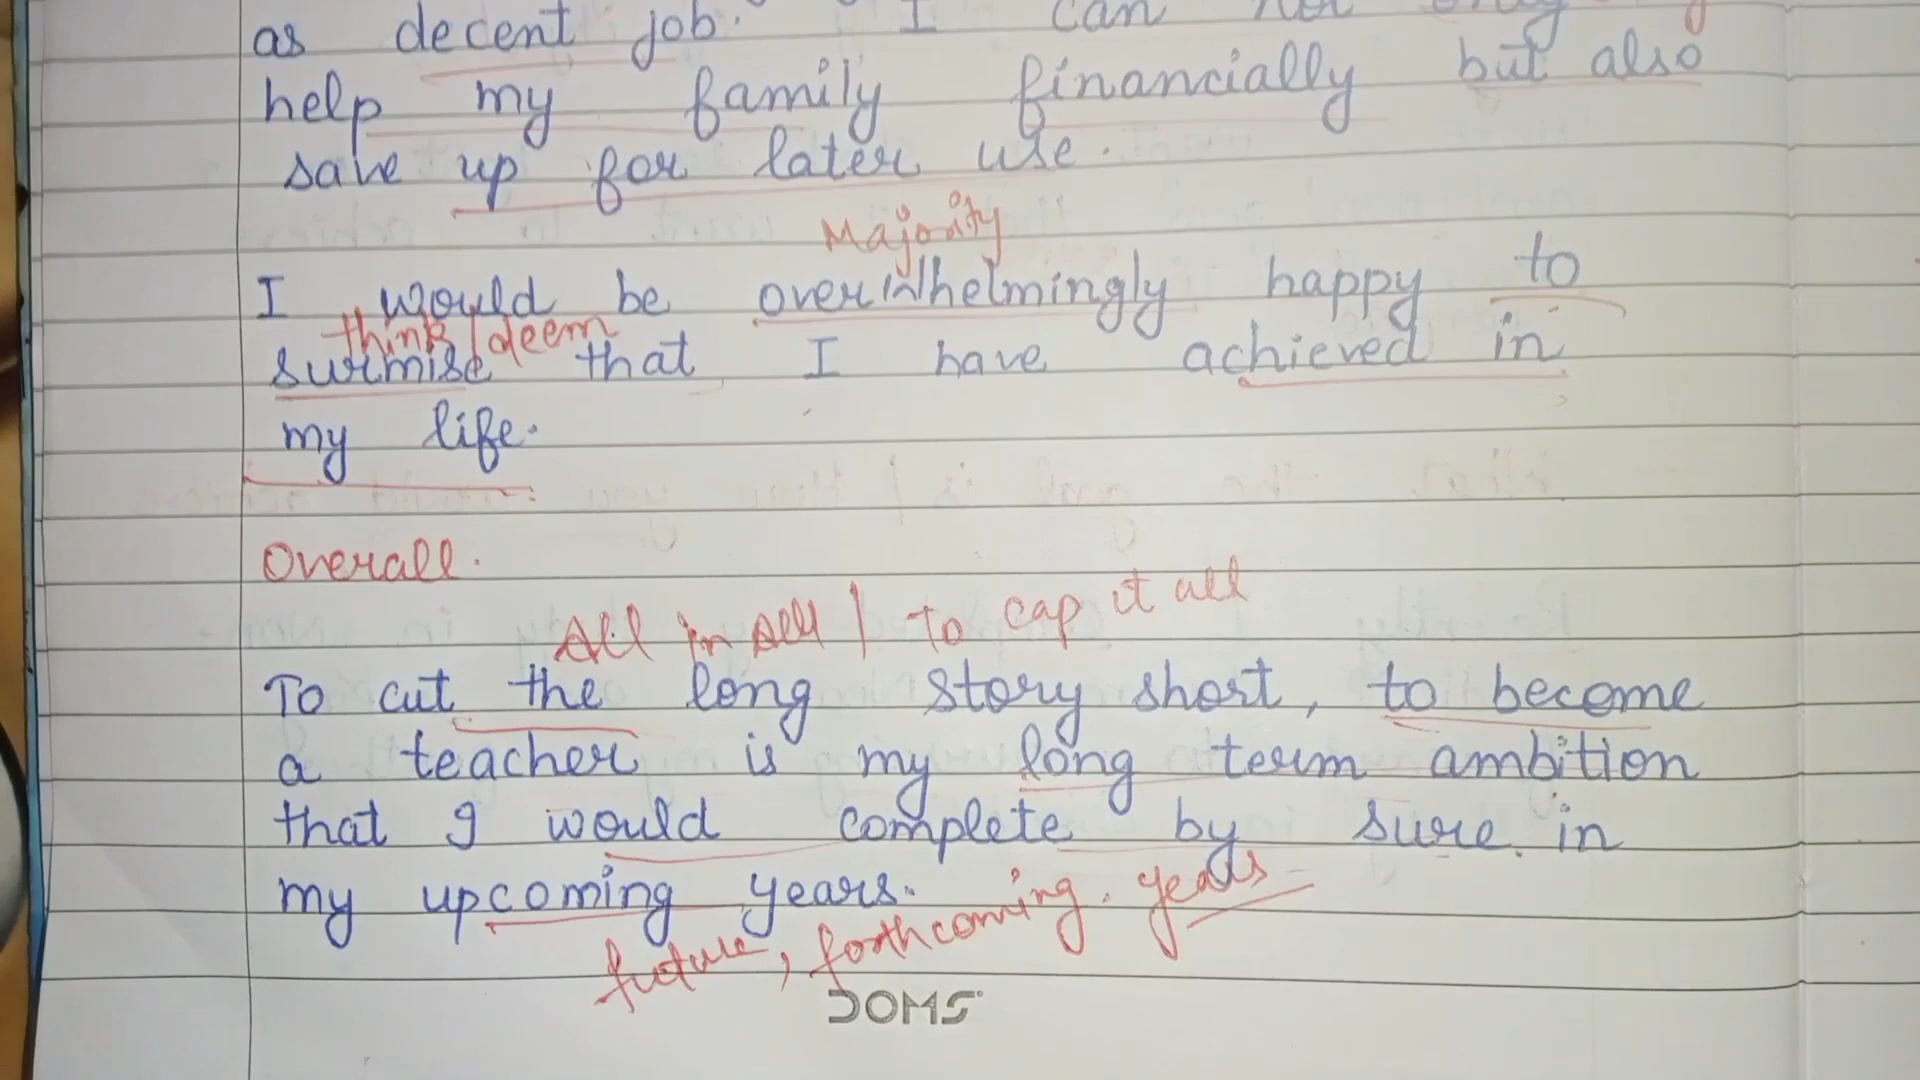 as decent job. I can not only
help my family financially but also
save up for later use.
Majority
I would be overwhelmingly happy to
think/deem
surmise that I have achieved in
my life.
Overall.
All in All / To cap it all
To cut the long story short, to become
a teacher is my long term ambition
that I would complete by sure in
my upcoming years.
future, forthcoming. years
DOMS